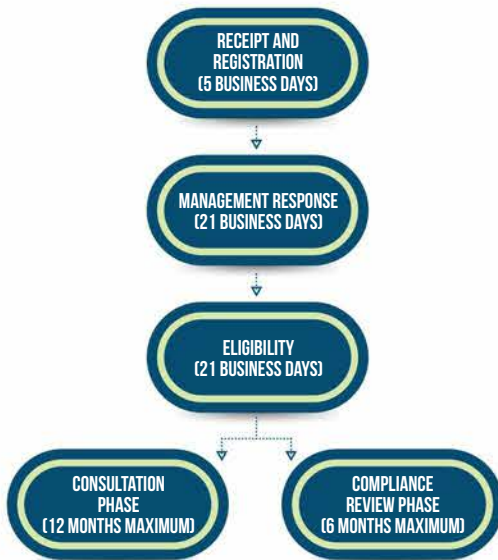 RECEIPT AND
REGISTRATION
(5 BUSINESS DAYS)
MANAGEMENT RESPONSE
(21 BUSINESS DAYS)
ELIGIBILITY
(21 BUSINESS DAYS)
CONSULTATION
PHASE
(12 MONTHS MAXIMUM)
COMPLIANCE
REVIEW PHASE
(6 MONTHS MAXIMUM)